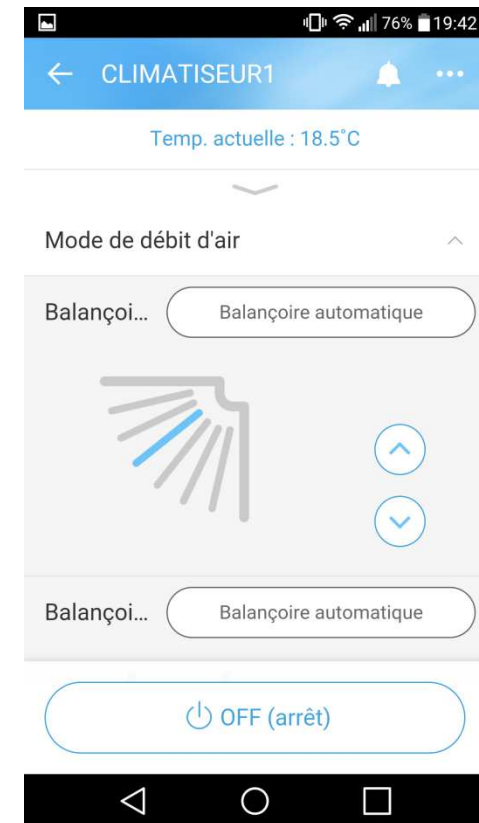 76% 19:42
CLIMATISEUR1
Temp. actuelle : 18.5°C
Mode de débit d'air
Balançoi... Balançoire automatique
Balançoi... Balançoire automatique
OFF (arrêt)